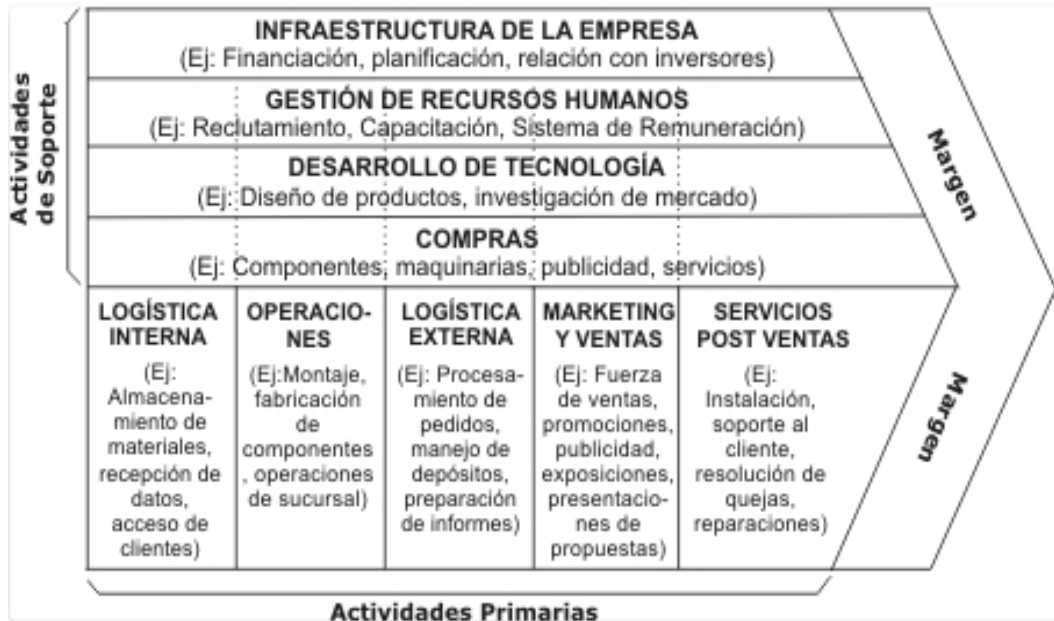 Actividades
de Soporte
INFRAESTRUCTURA DE LA EMPRESA
(Ej: Financiación, planificación, relación con inversores)
GESTIÓN DE RECURSOS HUMANOS
(Ej: Reclutamiento, Capacitación, Sistema de Remuneración)
DESARROLLO DE TECNOLOGÍA
(Ej: Diseño de productos, investigación de mercado)
COMPRAS
(Ej: Componentes, maquinarias, publicidad, servicios)
Margen
LOGÍSTICA
INTERNA
(Ej:
Almacena-
miento de
materiales,
recepción de
datos,
acceso de
clientes)
OPERACIO-
NES
(Ej:Montaje,
fabricación
de
componentes
, operaciones
de sucursal)
LOGÍSTICA
EXTERNA
(Ej: Procesa-
miento de
pedidos,
manejo de
depósitos,
preparación
de informes)
MARKETING
Y VENTAS
(Ej: Fuerza
de ventas,
promociones,
publicidad,
exposiciones,
presentacio-
nes de
propuestas)
SERVICIOS
POST VENTAS
(Ej:
Instalación,
soporte al
cliente,
resolución de
quejas,
reparaciones)
Margen
Actividades Primarias